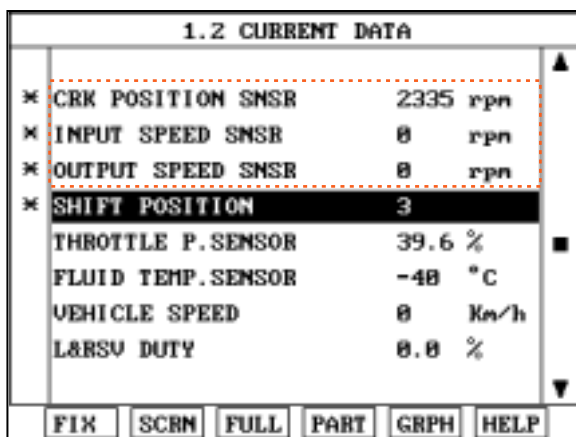 1.2 CURRENT DATA
* CRK POSITION SNSR 2335 rpm
* INPUT SPEED SNSR 0 rpm
* OUTPUT SPEED SNSR 0 rpm
* SHIFT POSITION 3
THROTTLE P.SENSOR 39.6 %
FLUID TEMP.SENSOR -40 °C
VEHICLE SPEED 0 Km/h
L&RSV DUTY 0.0 %
FIX SCRN FULL PART GRPH HELP